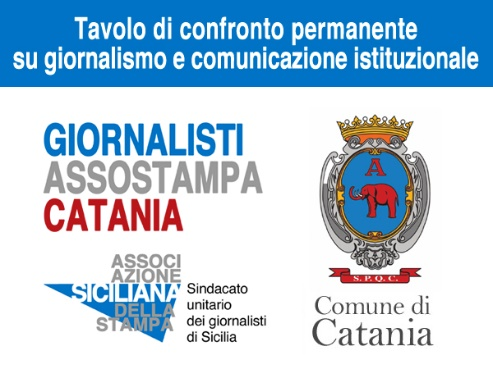 Tavolo di confronto permanente
su giornalismo e comunicazione istituzionale
GIORNALISTI
ASSOSTAMPA
CATANIA
ASSOCI
AZIONE
SICILIANA
DELLA
STAMPA
Sindacato
unitario
dei giornalisti
di Sicilia
A
S. P. Q. C.
Comune di
Catania